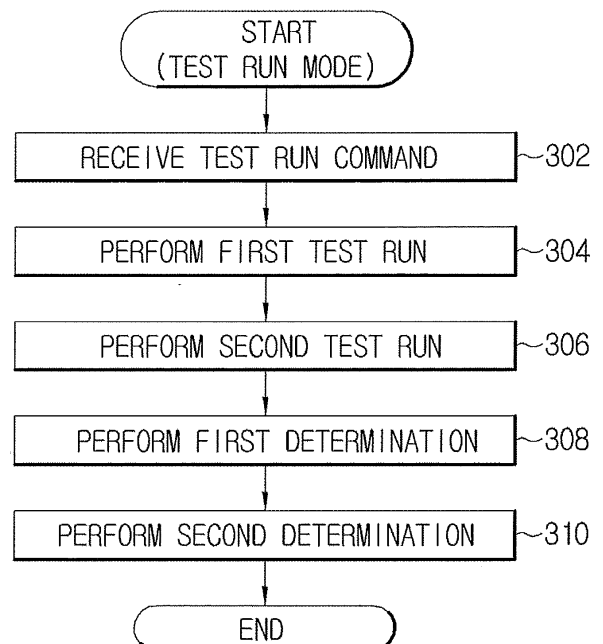 START
(TEST RUN MODE)
RECEIVE TEST RUN COMMAND
302
PERFORM FIRST TEST RUN
304
PERFORM SECOND TEST RUN
306
PERFORM FIRST DETERMINATION
308
PERFORM SECOND DETERMINATION
310
END